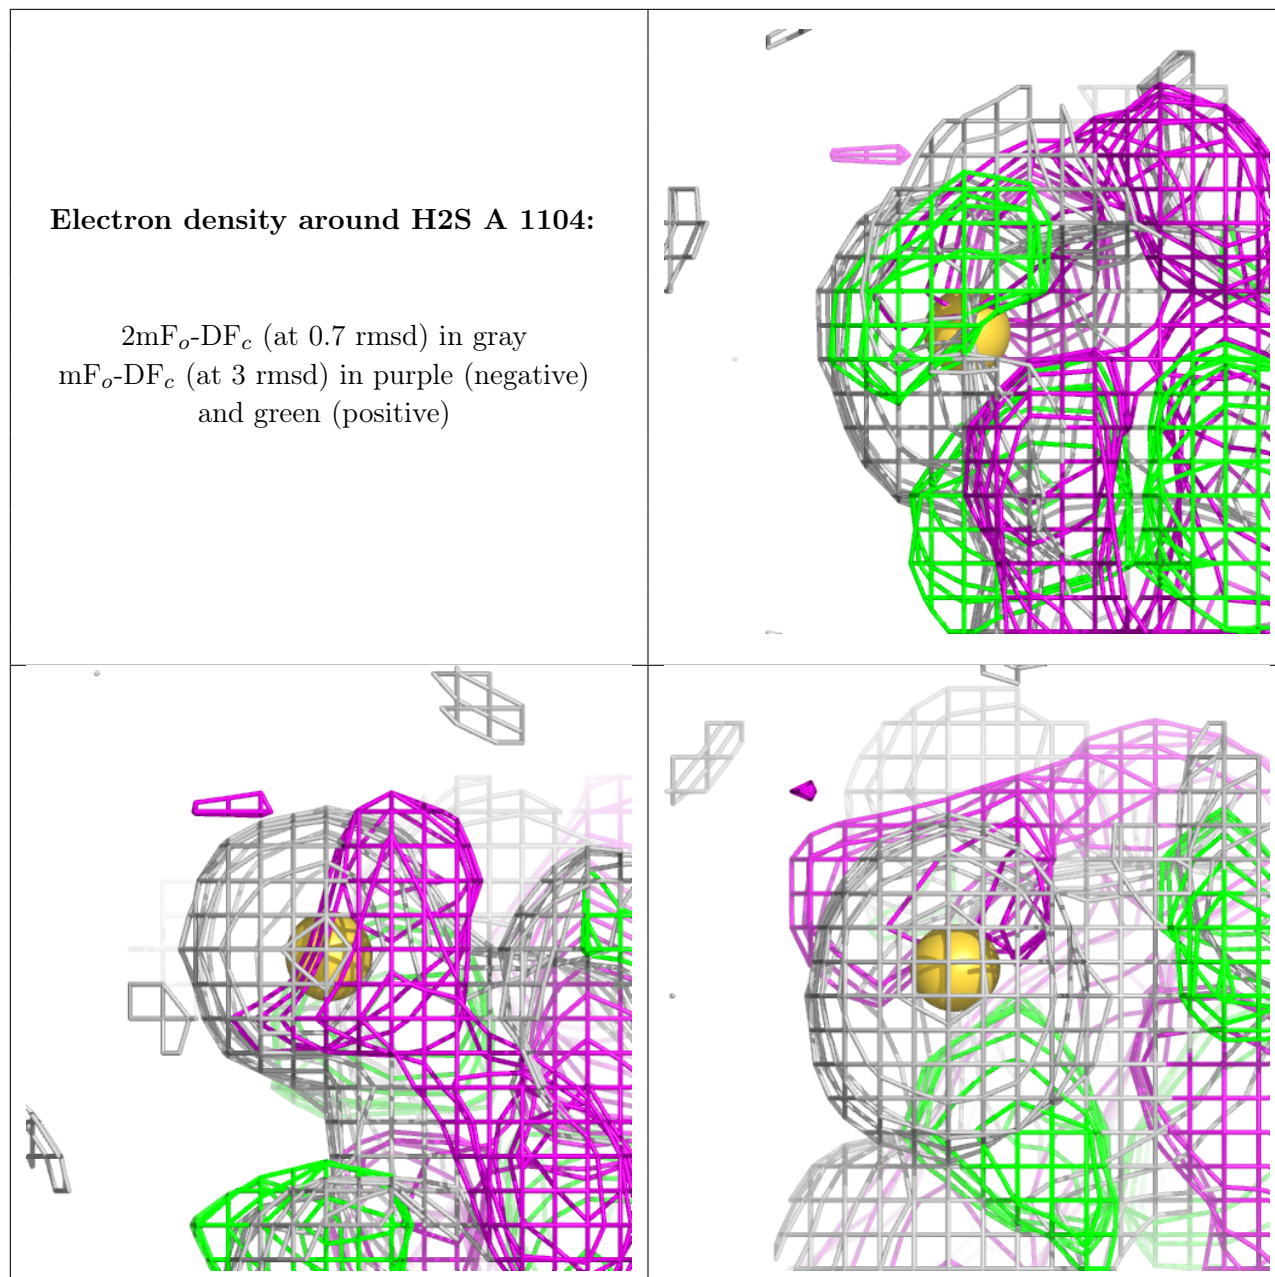 Electron density around H2S A 1104:
2mFo-DFc (at 0.7 rmsd) in gray
mFo-DFc (at 3 rmsd) in purple (negative)
and green (positive)